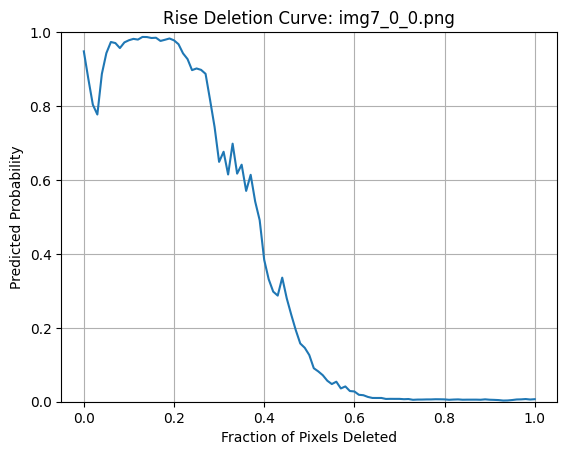 Rise Deletion Curve: img7_0_0.png
Predicted Probability
1.0
0.8
0.6
0.4
0.2
0.0
0.0 0.2 0.4 0.6 0.8 1.0
Fraction of Pixels Deleted